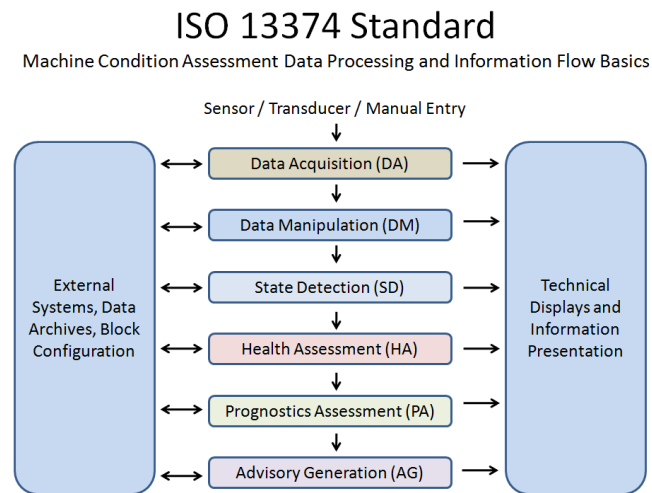 ISO 13374 Standard
Machine Condition Assessment Data Processing and Information Flow Basics
Sensor / Transducer / Manual Entry
Data Acquisition (DA)
Data Manipulation (DM)
State Detection (SD)
Health Assessment (HA)
Prognostics Assessment (PA)
Advisory Generation (AG)
External
Systems, Data
Archives, Block
Configuration
Technical
Displays and
Information
Presentation